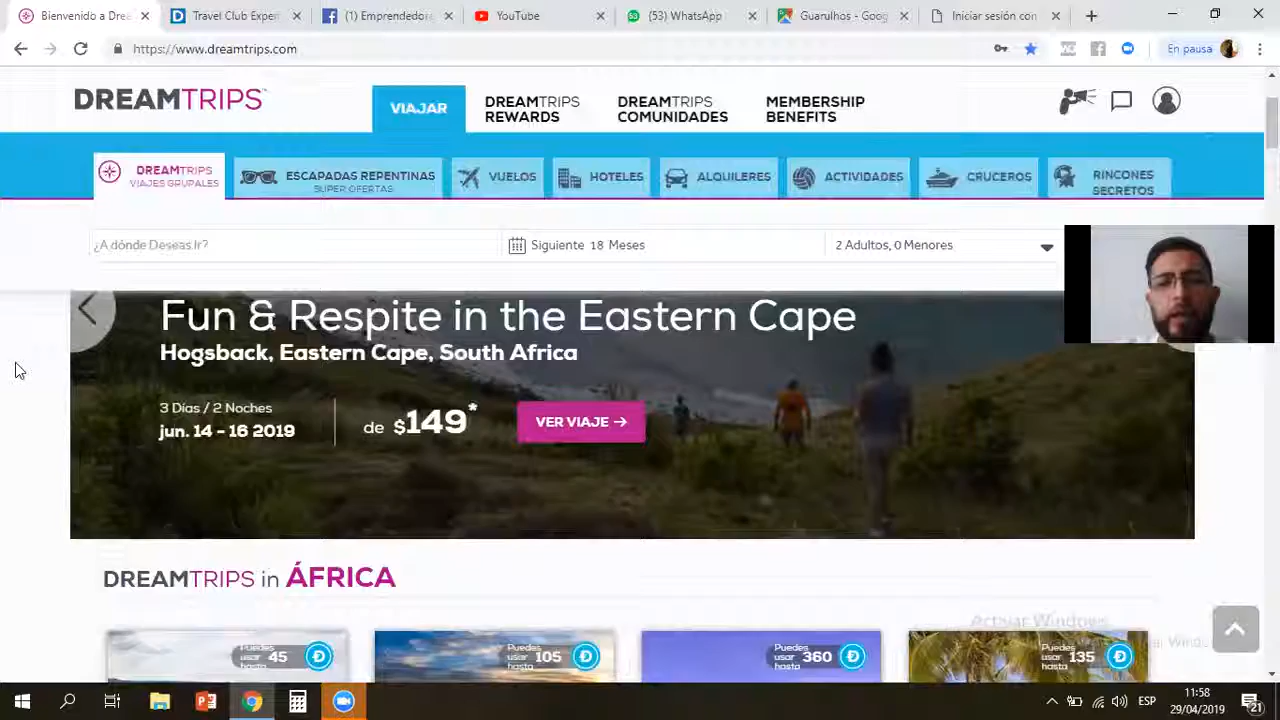 Bienvenido a Drea
Travel Club Exper
(1) Emprendedore
YouTube
(53) WhatsApp
Guarulhos - Goog
Iniciar sesión con
https://www.dreamtrips.com
En pausa
DREAMTRIPS
VIAJAR
DREAMTRIPS
REWARDS
DREAMTRIPS
COMUNIDADES
MEMBERSHIP
BENEFITS
DREAMTRIPS
VIAJES GRUPALES
ESCAPADAS REPENTINAS
SUPER OFERTAS
VUELOS
HOTELES
ALQUILERES
ACTIVIDADES
CRUCEROS
RINCONES
SECRETOS
¿A dónde Deseas Ir?
Siguiente 18 Meses
2 Adultos, 0 Menores
Fun & Respite in the Eastern Cape
Hogsback, Eastern Cape, South Africa
3 Días / 2 Noches
jun. 14 - 16 2019
de $149*
VER VIAJE →
DREAMTRIPS in ÁFRICA
Puedes usar hasta 45
Puedes usar hasta 105
Puedes usar hasta 360
Puedes usar hasta 135
Activar Windows
ESP
11:58
29/04/2019
21